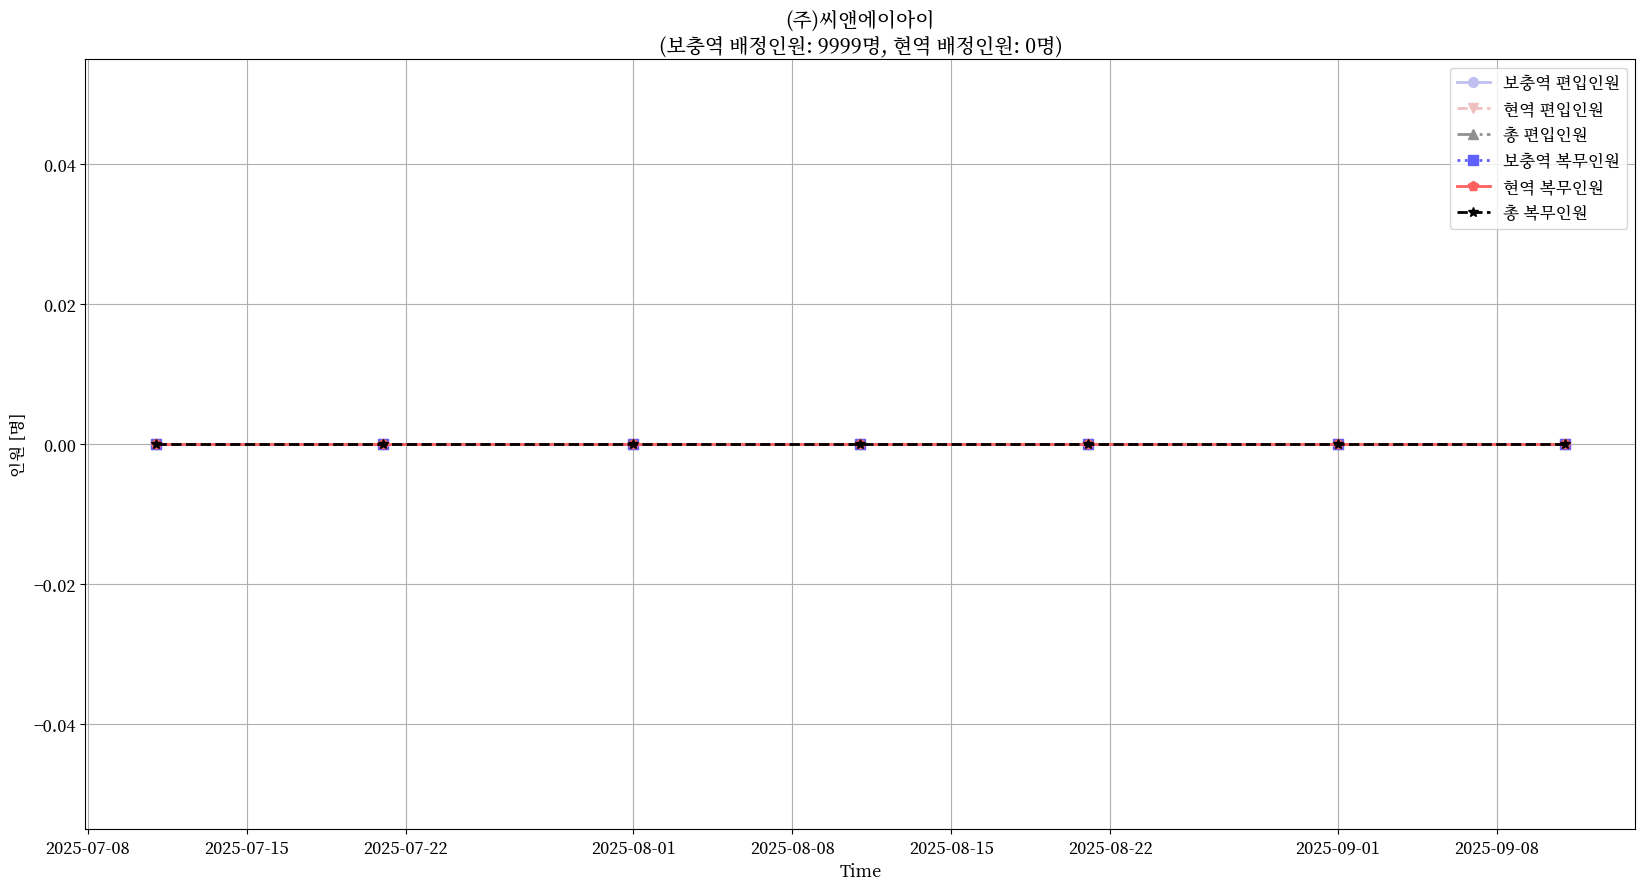 (주)씨앤에이아이
(보충역 배정인원: 9999명, 현역 배정인원: 0명)
보충역 편입인원
현역 편입인원
총 편입인원
보충역 복무인원
현역 복무인원
총 복무인원
인원 [명]
0.04
0.02
0.00
−0.02
−0.04
2025-07-08 2025-07-15 2025-07-22 2025-08-01 2025-08-08 2025-08-15 2025-08-22 2025-09-01 2025-09-08
Time